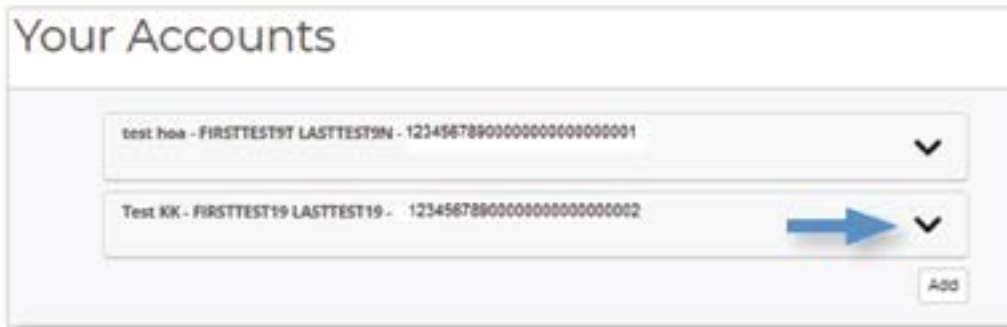 Your Accounts
test hoa - FIRSTTEST9T LASTTEST9N - 12345678900000000000000001
Test KK - FIRSTTEST19 LASTTEST19 - 12345678900000000000000002
Add